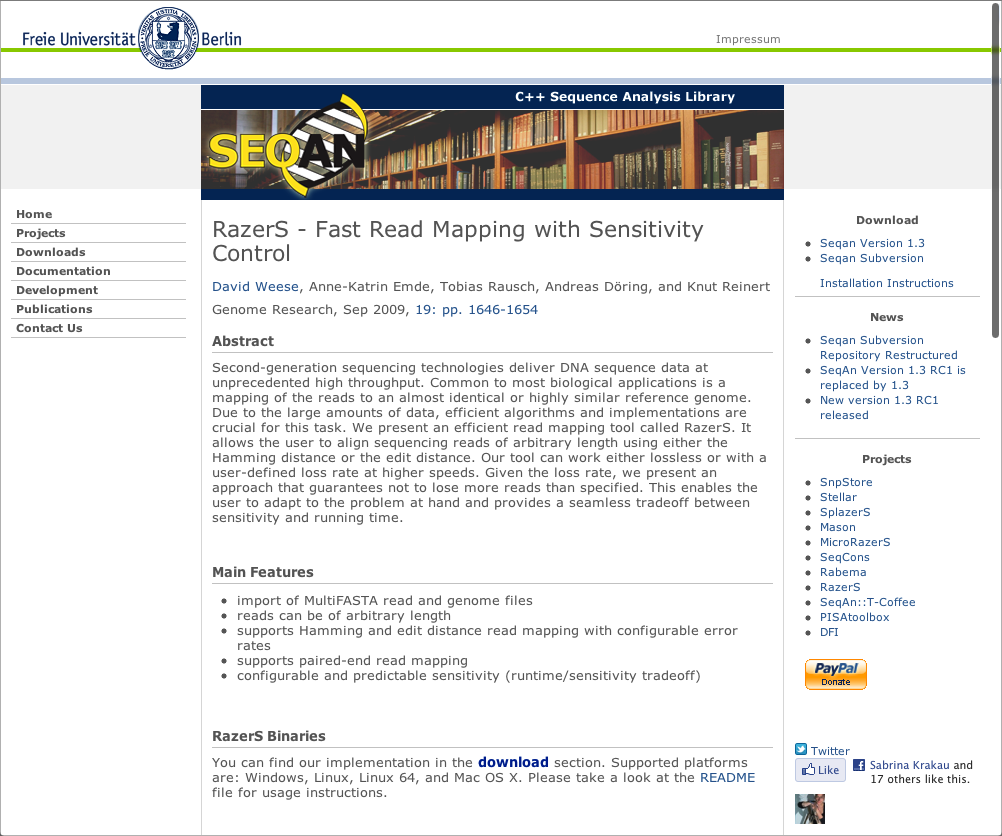 Freie Universität Berlin
Impressum
C++ Sequence Analysis Library
SEQAN
Home
Projects
Downloads
Documentation
Development
Publications
Contact Us
RazerS - Fast Read Mapping with Sensitivity
Control
David Weese, Anne-Katrin Emde, Tobias Rausch, Andreas Döring, and Knut Reinert
Genome Research, Sep 2009, 19: pp. 1646-1654
Abstract
Second-generation sequencing technologies deliver DNA sequence data at
unprecedented high throughput. Common to most biological applications is a
mapping of the reads to an almost identical or highly similar reference genome.
Due to the large amounts of data, efficient algorithms and implementations are
crucial for this task. We present an efficient read mapping tool called RazerS. It
allows the user to align sequencing reads of arbitrary length using either the
Hamming distance or the edit distance. Our tool can work either lossless or with a
user-defined loss rate at higher speeds. Given the loss rate, we present an
approach that guarantees not to lose more reads than specified. This enables the
user to adapt to the problem at hand and provides a seamless tradeoff between
sensitivity and running time.
Main Features
import of MultiFASTA read and genome files
reads can be of arbitrary length
supports Hamming and edit distance read mapping with configurable error
rates
supports paired-end read mapping
configurable and predictable sensitivity (runtime/sensitivity tradeoff)
RazerS Binaries
You can find our implementation in the download section. Supported platforms
are: Windows, Linux, Linux 64, and Mac OS X. Please take a look at the README
file for usage instructions.
Download
Seqan Version 1.3
Seqan Subversion
Installation Instructions
News
Seqan Subversion
Repository Restructured
SeqAn Version 1.3 RC1 is
replaced by 1.3
New version 1.3 RC1
released
Projects
SnpStore
Stellar
SplazerS
Mason
MicroRazerS
SeqCons
Rabema
RazerS
SeqAn::T-Coffee
PISAtoolbox
DFI
PayPal
Donate
Twitter
Like
Sabrina Krakau and
17 others like this.